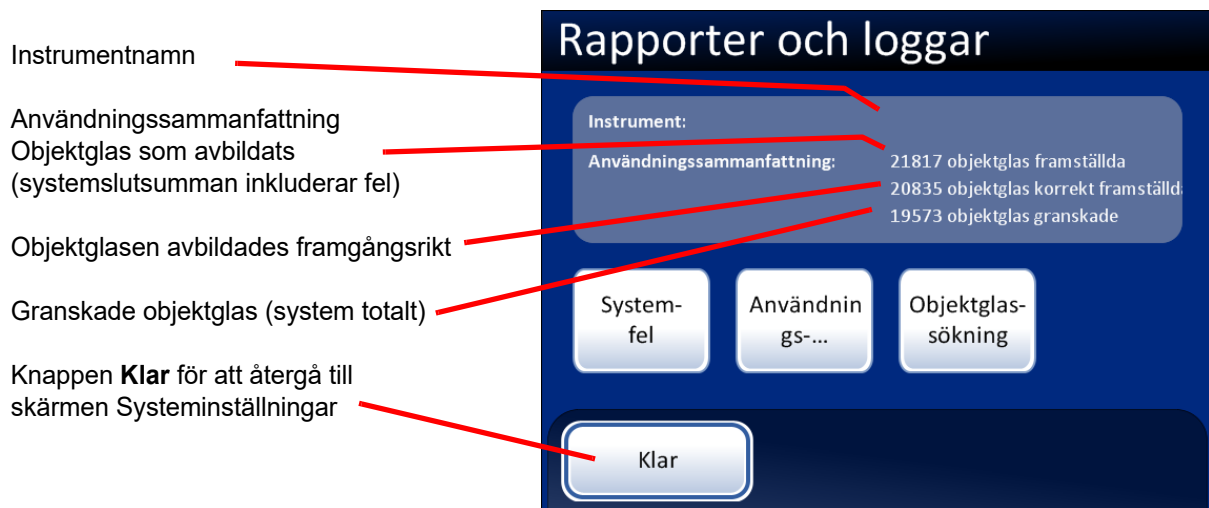 Instrumentnamn
Användningssammanfattning
Objektglas som avbildats
(systemslutsumman inkluderar fel)
Objektglasen avbildades framgångsrikt
Granskade objektglas (system totalt)
Knappen Klar för att återgå till
skärmen Systeminställningar
Rapporter och loggar
Instrument:
Användningssammanfattning: 21817 objektglas framställda
20835 objektglas korrekt framställda
19573 objektglas granskade
System-
fel
Användnin
gs-...
Objektglas-
sökning
Klar